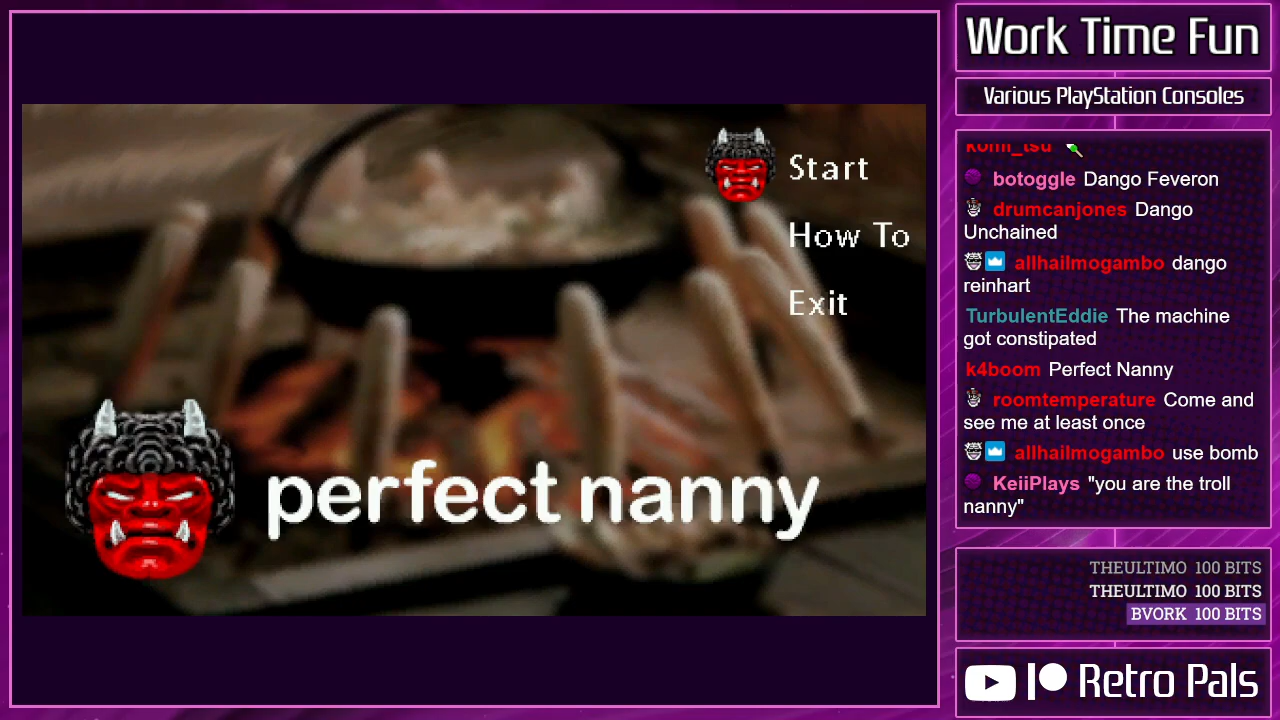 Work Time Fun
Various PlayStation Consoles
Start
How To
Exit
perfect nanny
komi_tsu
botoggle Dango Feveron
drumcanjones Dango
Unchained
allhailmogambo dango
reinhart
TurbulentEddie The machine
got constipated
k4boom Perfect Nanny
roomtemperature Come and
see me at least once
allhailmogambo use bomb
KeiiPlays "you are the troll
nanny"
THEULTIMO 100 BITS
THEULTIMO 100 BITS
BVORK 100 BITS
Retro Pals